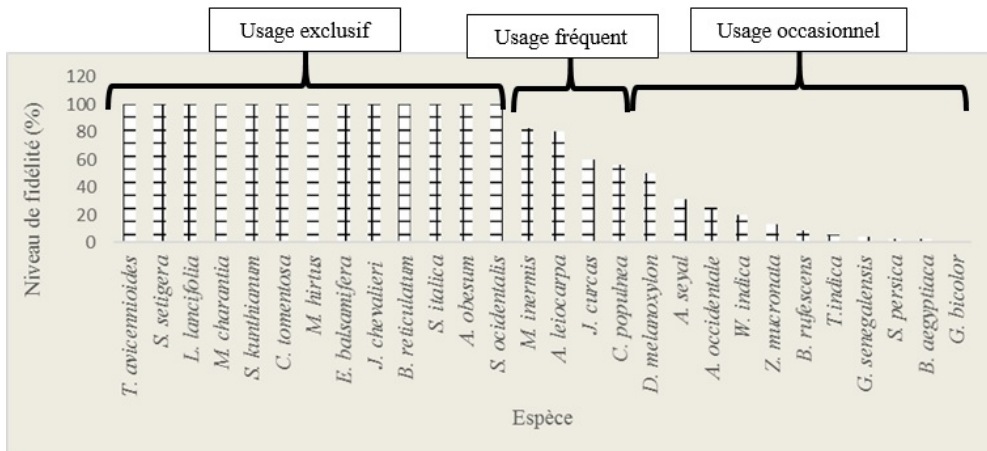 Usage exclusif
Usage fréquent
Usage occasionnel
Niveau de fidélité (%)
120
100
80
60
40
20
0
T. avicennioides
S. setigera
L. lancifolia
M. charantia
S. kunthianum
C. tomentosa
M. hirtus
E. balsamifera
J. chevalieri
B. reticulatum
S. italica
A. obesum
S. ocidentalis
M. inermis
A. leiocarpa
J. curcas
C. populnea
D. melanoxylon
A. seyal
A. occidentale
W. indica
Z. mucronata
B. rufescens
T.indica
G. senegalensis
S. persica
B. aegyptiaca
G. bicolor
Espèce